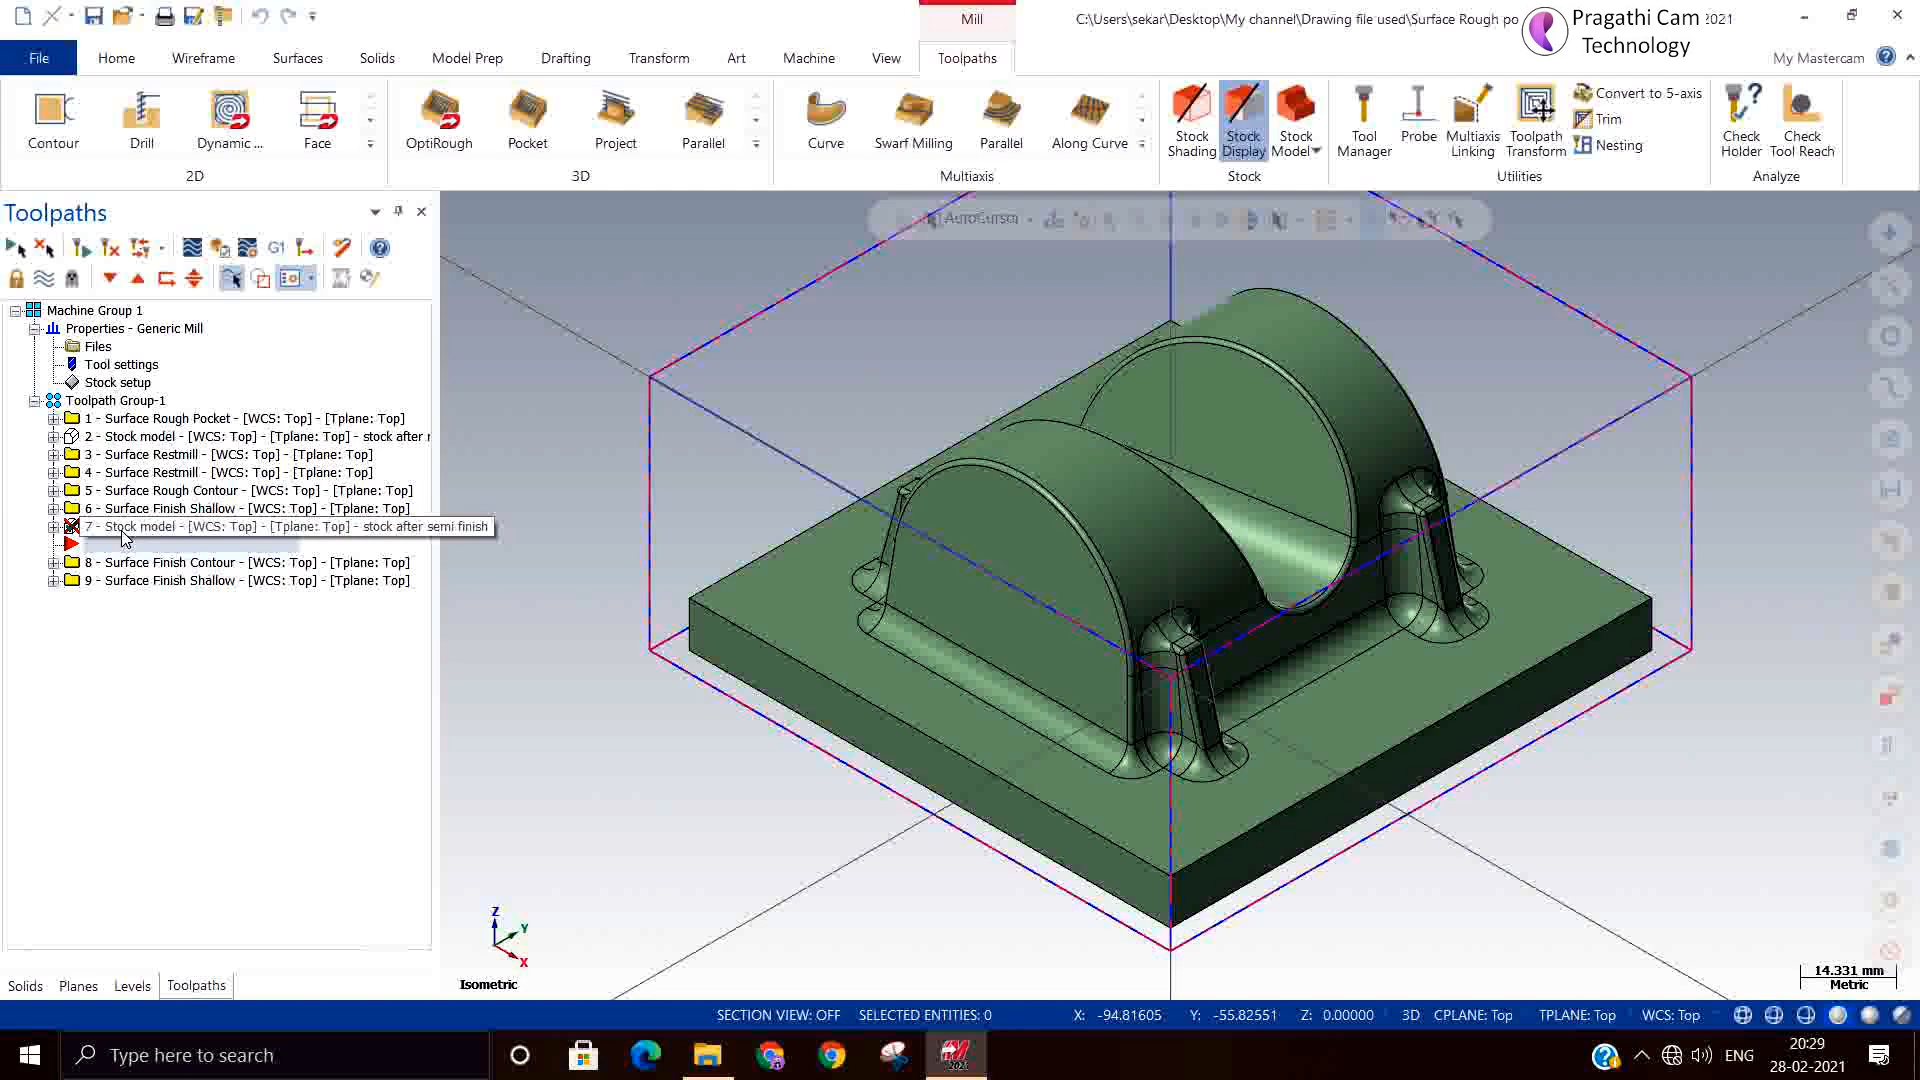 Mill
C:\Users\sekar\Desktop\My channel\Drawing file used\Surface Rough po
Pragathi Cam
Technology
2021
File
Home
Wireframe
Surfaces
Solids
Model Prep
Drafting
Transform
Art
Machine
View
Toolpaths
My Mastercam
Contour
Drill
Dynamic ...
Face
2D
OptiRough
Pocket
Project
Parallel
3D
Curve
Swarf Milling
Parallel
Along Curve
Multiaxis
Stock Shading
Stock Display
Stock Model
Stock
Tool Manager
Probe
Multiaxis Linking
Toolpath Transform
Convert to 5-axis
Trim
Nesting
Utilities
Check Holder
Check Tool Reach
Analyze
Toolpaths
G1
AutoCursor
Machine Group 1
Properties - Generic Mill
Files
Tool settings
Stock setup
Toolpath Group-1
1 - Surface Rough Pocket - [WCS: Top] - [Tplane: Top]
2 - Stock model - [WCS: Top] - [Tplane: Top] - stock after r
3 - Surface Restmill - [WCS: Top] - [Tplane: Top]
4 - Surface Restmill - [WCS: Top] - [Tplane: Top]
5 - Surface Rough Contour - [WCS: Top] - [Tplane: Top]
6 - Surface Finish Shallow - [WCS: Top] - [Tplane: Top]
7 - Stock model - [WCS: Top] - [Tplane: Top] - stock after semi finish
8 - Surface Finish Contour - [WCS: Top] - [Tplane: Top]
9 - Surface Finish Shallow - [WCS: Top] - [Tplane: Top]
Z
Y
X
Isometric
14.331 mm
Metric
Solids
Planes
Levels
Toolpaths
SECTION VIEW: OFF
SELECTED ENTITIES: 0
X: -94.81605
Y: -55.82551
Z: 0.00000
3D
CPLANE: Top
TPLANE: Top
WCS: Top
Type here to search
2021
ENG
20:29
28-02-2021